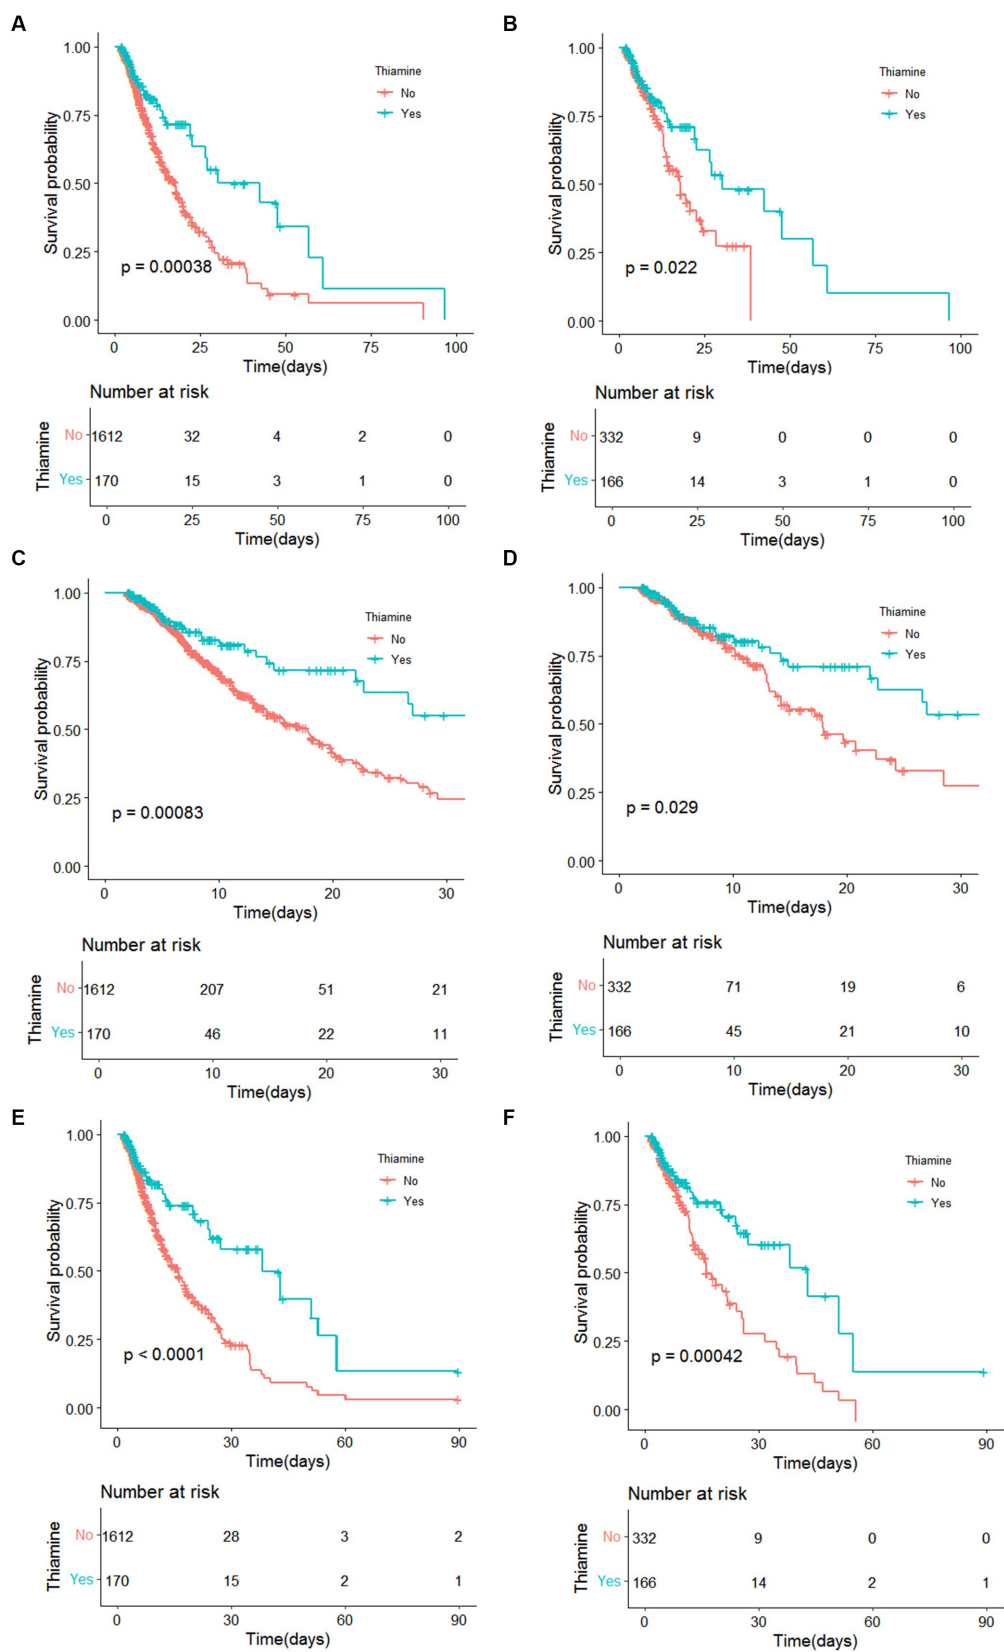 A
1.00
0.75
0.50
0.25
0.00
Survival probability
Thiamine
No
Yes
p = 0.00038
0 25 50 75 100
Time(days)
Number at risk
Thiamine
No 1612 32 4 2 0
Yes 170 15 3 1 0
0 25 50 75 100
Time(days)
B
1.00
0.75
0.50
0.25
0.00
Survival probability
Thiamine
No
Yes
p = 0.022
0 25 50 75 100
Time(days)
Number at risk
Thiamine
No 332 9 0 0 0
Yes 166 14 3 1 0
0 25 50 75 100
Time(days)
C
1.00
0.75
0.50
0.25
0.00
Survival probability
Thiamine
No
Yes
p = 0.00083
0 10 20 30
Time(days)
Number at risk
Thiamine
No 1612 207 51 21
Yes 170 46 22 11
0 10 20 30
Time(days)
D
1.00
0.75
0.50
0.25
0.00
Survival probability
Thiamine
No
Yes
p = 0.029
0 10 20 30
Time(days)
Number at risk
Thiamine
No 332 71 19 6
Yes 166 45 21 10
0 10 20 30
Time(days)
E
1.00
0.75
0.50
0.25
0.00
Survival probability
Thiamine
No
Yes
p < 0.0001
0 30 60 90
Time(days)
Number at risk
Thiamine
No 1612 28 3 2
Yes 170 15 2 1
0 30 60 90
Time(days)
F
1.00
0.75
0.50
0.25
0.00
Survival probability
Thiamine
No
Yes
p = 0.00042
0 30 60 90
Time(days)
Number at risk
Thiamine
No 332 9 0 0
Yes 166 14 2 1
0 30 60 90
Time(days)